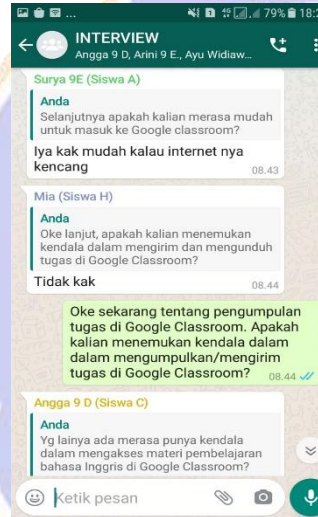 79% 18:2
INTERVIEW
Angga 9 D, Arini 9 E., Ayu Widiaw...
Surya 9E (Siswa A)
Anda
Selanjutnya apakah kalian merasa mudah
untuk masuk ke Google classroom?
Iya kak mudah kalau internet nya
kencang
08.43
Mia (Siswa H)
Anda
Oke lanjut, apakah kalian menemukan
kendala dalam mengirim dan mengunduh
tugas di Google Classroom?
Tidak kak
08.44
Oke sekarang tentang pengumpulan
tugas di Google Classroom. Apakah
kalian menemukan kendala dalam
dalam mengumpulkan/mengirim
tugas di Google Classroom?
08.44
Angga 9 D (Siswa C)
Anda
Yg lainya ada merasa punya kendala
dalam mengakses materi pembelajaran
bahasa Inggris di Google Classroom?
Ketik pesan